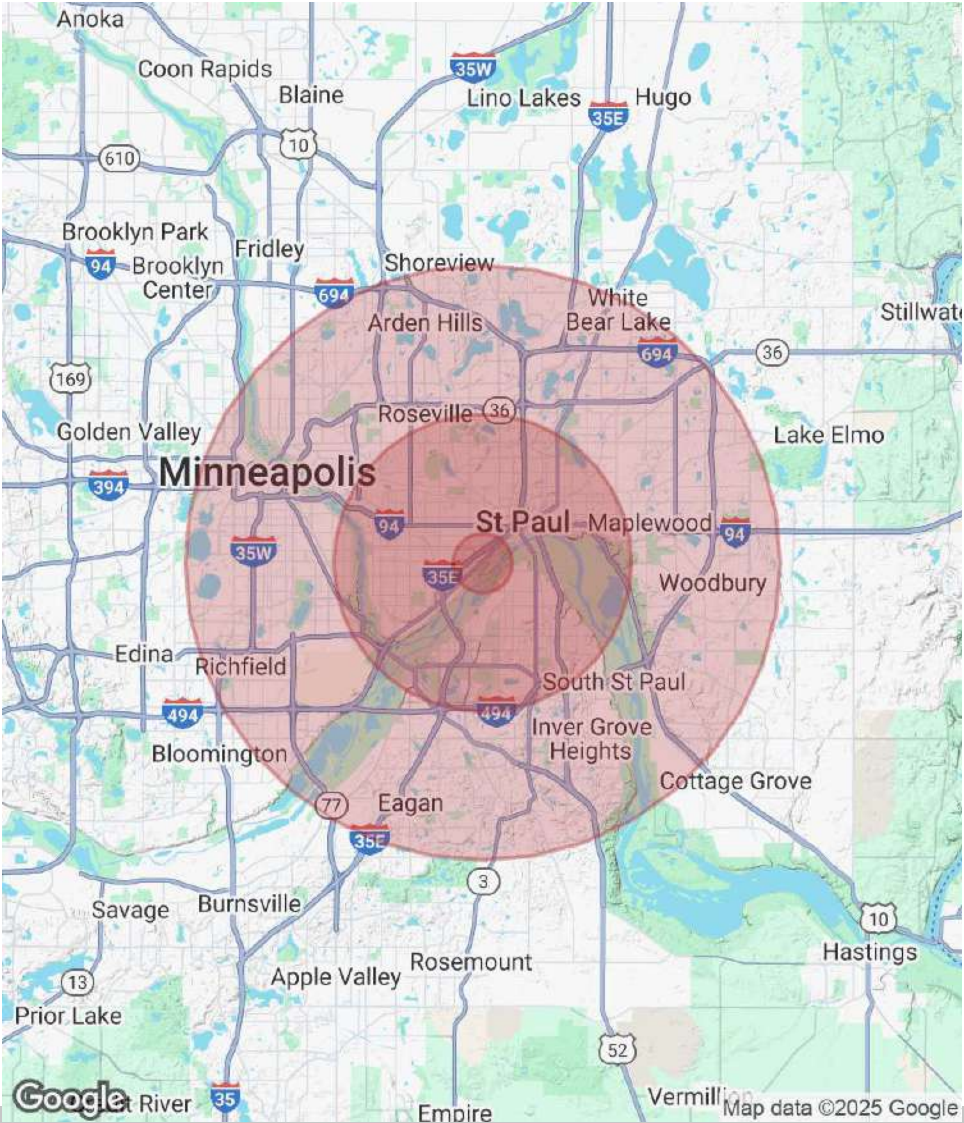 Anoka
Coon Rapids
Blaine
35W
Lino Lakes
Hugo
35E
10
610
Brooklyn Park
Fridley
94
Brooklyn
Center
694
Shoreview
White
Bear Lake
Stillwate
Arden Hills
694
36
169
Roseville
36
Golden Valley
Lake Elmo
Minneapolis
394
St Paul
Maplewood
94
94
35W
35E
Woodbury
Edina
Richfield
South St Paul
494
494
Inver Grove
Heights
Bloomington
Cottage Grove
77
Eagan
35E
3
Savage
Burnsville
10
Hastings
Apple Valley
Rosemount
13
Prior Lake
52
Google
River
35
Empire
Vermilli
Map data ©2025 Google